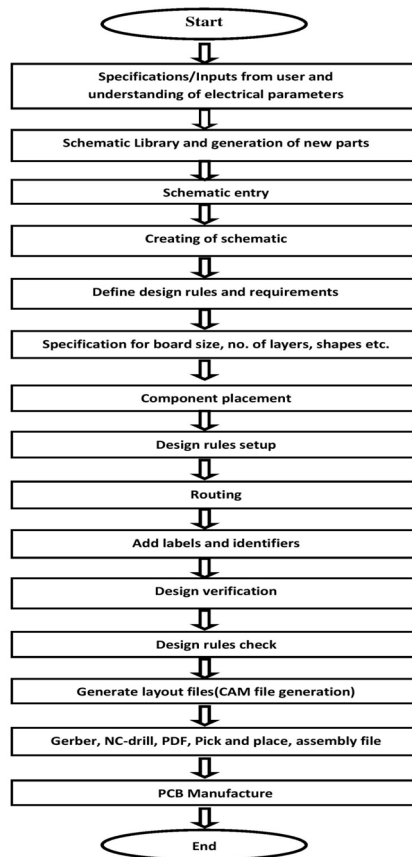 Start
Specifications/Inputs from user and
understanding of electrical parameters
Schematic Library and generation of new parts
Schematic entry
Creating of schematic
Define design rules and requirements
Specification for board size, no. of layers, shapes etc.
Component placement
Design rules setup
Routing
Add labels and identifiers
Design verification
Design rules check
Generate layout files(CAM file generation)
Gerber, NC-drill, PDF, Pick and place, assembly file
PCB Manufacture
End